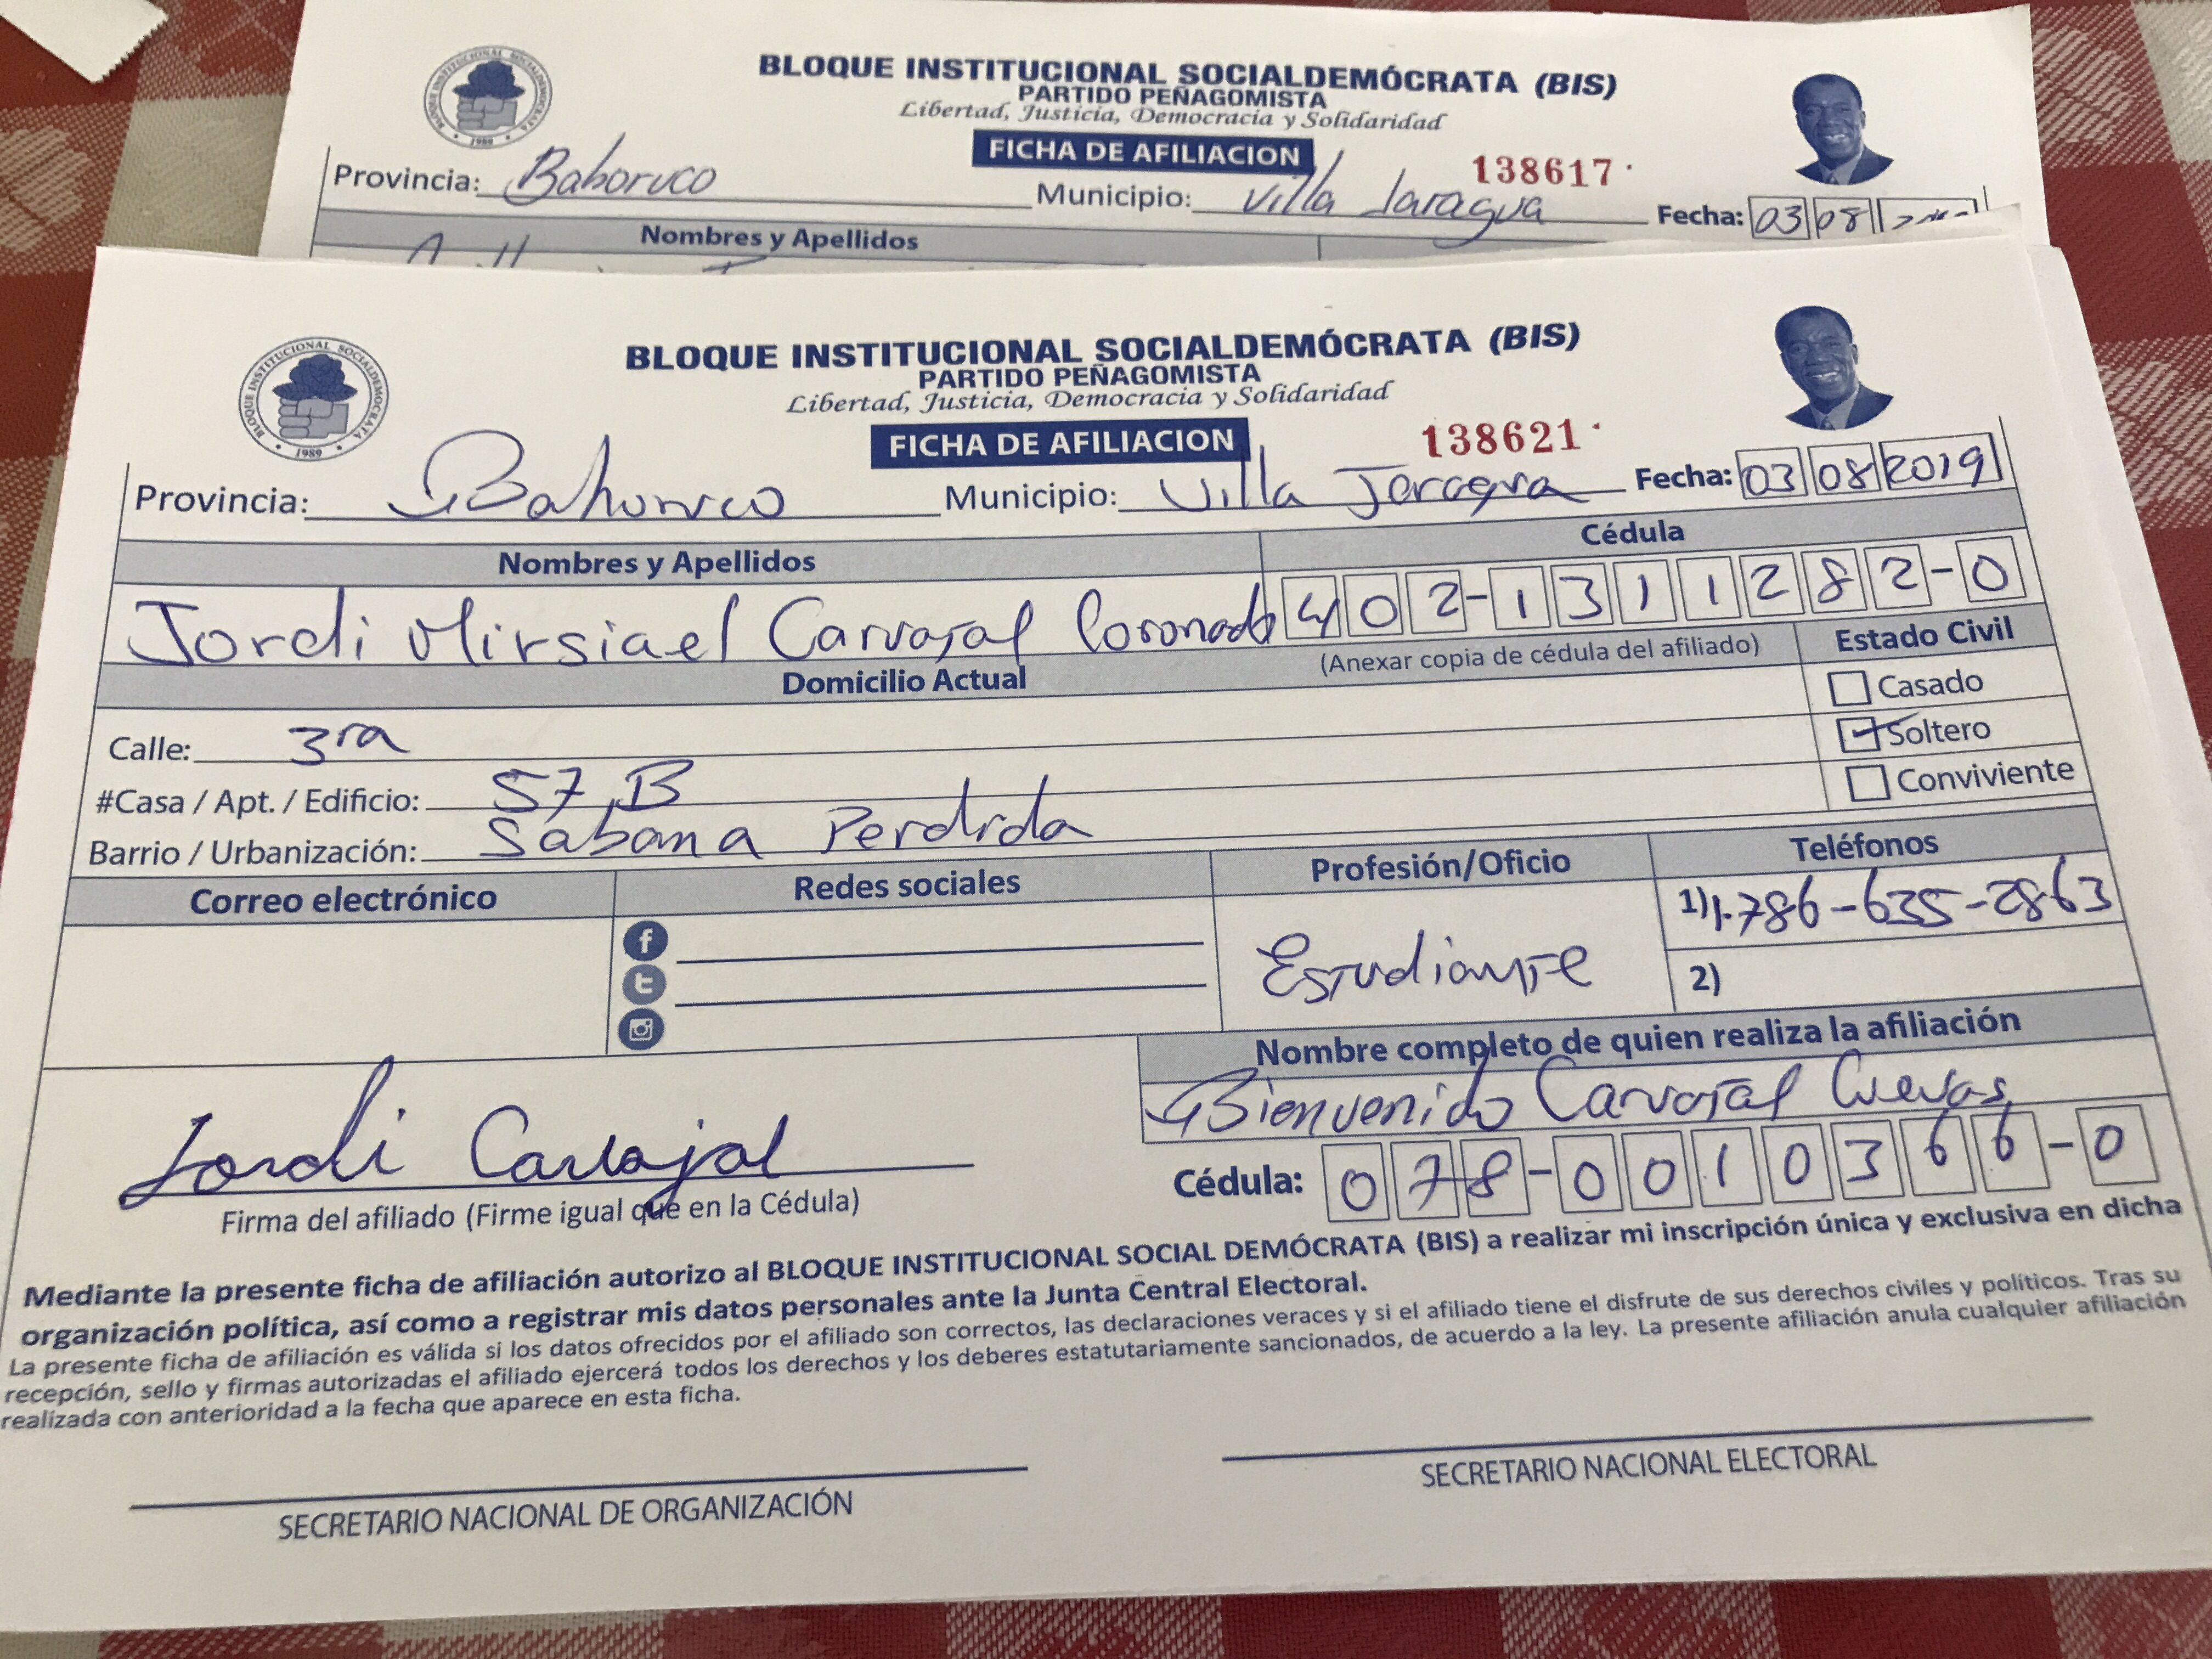 BLOQUE INSTITUCIONAL SOCIALDEMÓCRATA (BIS)
PARTIDO PEÑAGOMISTA
Libertad, Justicia, Democracia y Solidaridad
BLOQUE INSTITUCIONAL SOCIALDEMOCRATA
1989
FICHA DE AFILIACION
138617
Provincia: Bahoruco Municipio: Villa Jaragua Fecha: 03 08
Nombres y Apellidos
BLOQUE INSTITUCIONAL SOCIALDEMÓCRATA (BIS)
PARTIDO PEÑAGOMISTA
Libertad, Justicia, Democracia y Solidaridad
BLOQUE INSTITUCIONAL SOCIALDEMOCRATA
1989
FICHA DE AFILIACION
138621
Provincia: Bahoruco Municipio: Villa Jaragua Fecha: 03 08 2019
Nombres y Apellidos Cédula
Jordi Mirsiael Carvajal Coronado 402-1311282-0
(Anexar copia de cédula del afiliado) Estado Civil
Domicilio Actual
Casado
Calle: 3ra
Soltero
#Casa / Apt. / Edificio: 57 B
Conviviente
Barrio / Urbanización: Sabana Perdida
Correo electrónico Redes sociales Profesión/Oficio Teléfonos
1) 1-786-635-2863
Estudiante
2)
Nombre completo de quien realiza la afiliación
Bienvenido Carvajal Cuevas
Jordi Carvajal
Cédula: 078-0010366-0
Firma del afiliado (Firme igual que en la Cédula)
Mediante la presente ficha de afiliación autorizo al BLOQUE INSTITUCIONAL SOCIAL DEMÓCRATA (BIS) a realizar mi inscripción única y exclusiva en dicha
organización política, así como a registrar mis datos personales ante la Junta Central Electoral.
La presente ficha de afiliación es válida si los datos ofrecidos por el afiliado son correctos, las declaraciones veraces y si el afiliado tiene el disfrute de sus derechos civiles y políticos. Tras su
recepción, sello y firmas autorizadas el afiliado ejercerá todos los derechos y los deberes estatutariamente sancionados, de acuerdo a la ley. La presente afiliación anula cualquier afiliación
realizada con anterioridad a la fecha que aparece en esta ficha.
SECRETARIO NACIONAL DE ORGANIZACIÓN
SECRETARIO NACIONAL ELECTORAL